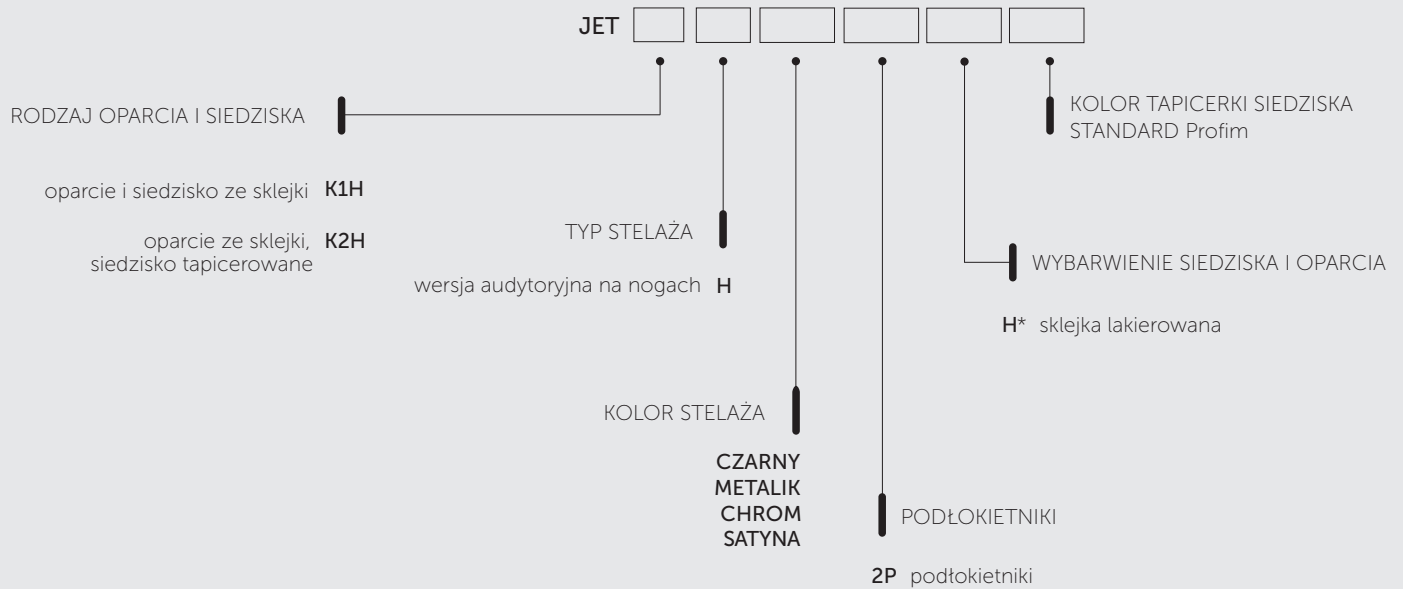 JET
RODZAJ OPARCIA I SIEDZISKA
oparcie i siedzisko ze sklejki K1H
oparcie ze sklejki, K2H
siedzisko tapicerowane
TYP STELAŻA
wersja audytoryjna na nogach H
KOLOR STELAŻA
CZARNY
METALIK
CHROM
SATYNA
PODŁOKIETNIKI
2P podłokietniki
WYBARWIENIE SIEDZISKA I OPARCIA
H* sklejka lakierowana
KOLOR TAPICERKI SIEDZISKA
STANDARD Profim